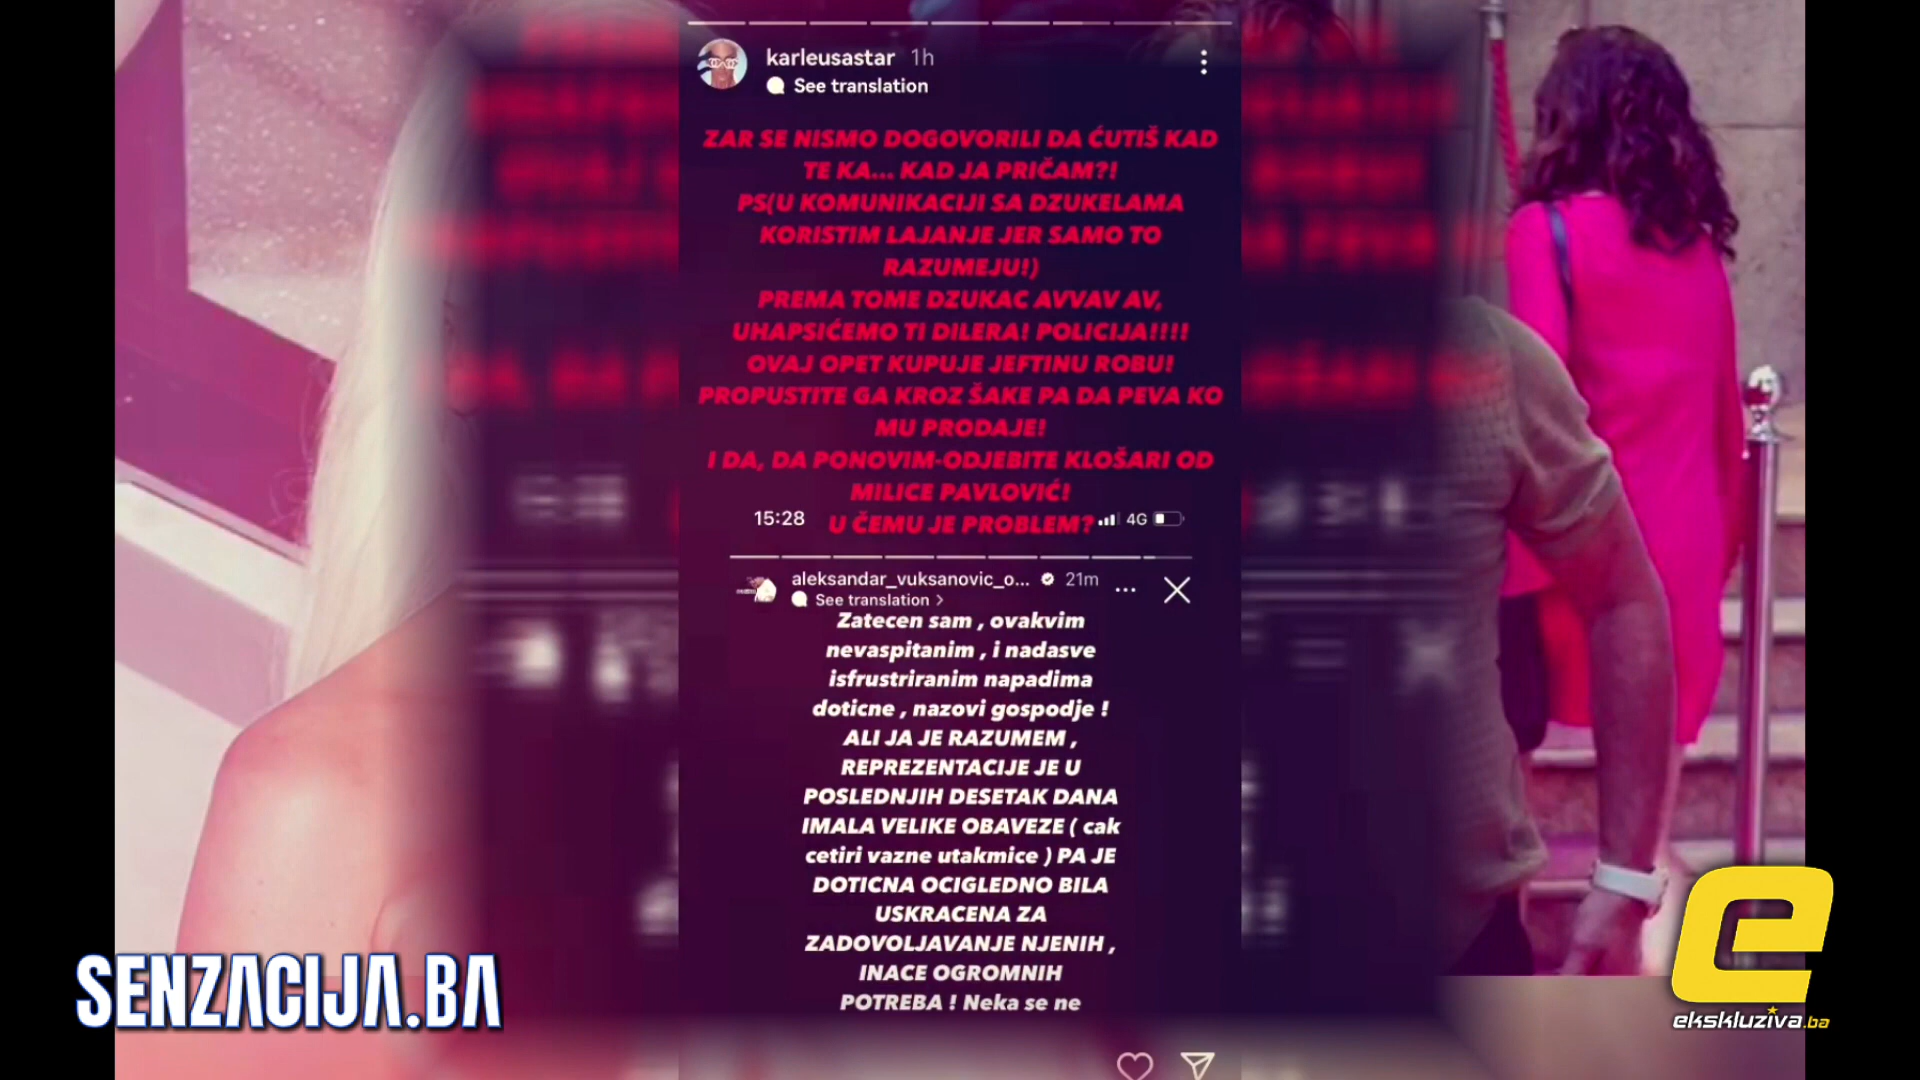 karleusastar 1h
See translation
ZAR SE NISMO DOGOVORILI DA ĆUTIŠ KAD
TE KA... KAD JA PRIČAM?!
PS(U KOMUNIKACIJI SA DZUKELAMA
KORISTIM LAJANJE JER SAMO TO
RAZUMEJU!)
PREMA TOME DZUKAC AVVAV AV,
UHAPSIĆEMO TI DILERA! POLICIJA!!!!
OVAJ OPET KUPUJE JEFTINU ROBU!
PROPUSTITE GA KROZ ŠAKE PA DA PEVA KO
MU PRODAJE!
I DA, DA PONOVIM-ODJEBITE KLOŠARI OD
MILICE PAVLOVIĆ!
U ČEMU JE PROBLEM?
15:28 4G
aleksandar_vuksanovic_o... 21m
See translation >
Zatecen sam , ovakvim
nevaspitanim , i nadasve
isfrustriranim napadima
doticne , nazovi gospodje !
ALI JA JE RAZUMEM ,
REPREZENTACIJE JE U
POSLEDNJIH DESETAK DANA
IMALA VELIKE OBAVEZE ( cak
cetiri vazne utakmice ) PA JE
DOTICNA OCIGLEDNO BILA
USKRACENA ZA
ZADOVOLJAVANJE NJENIH ,
INACE OGROMNIH
POTREBA ! Neka se ne
SENZACIJA.BA
e
ekskluziva.ba